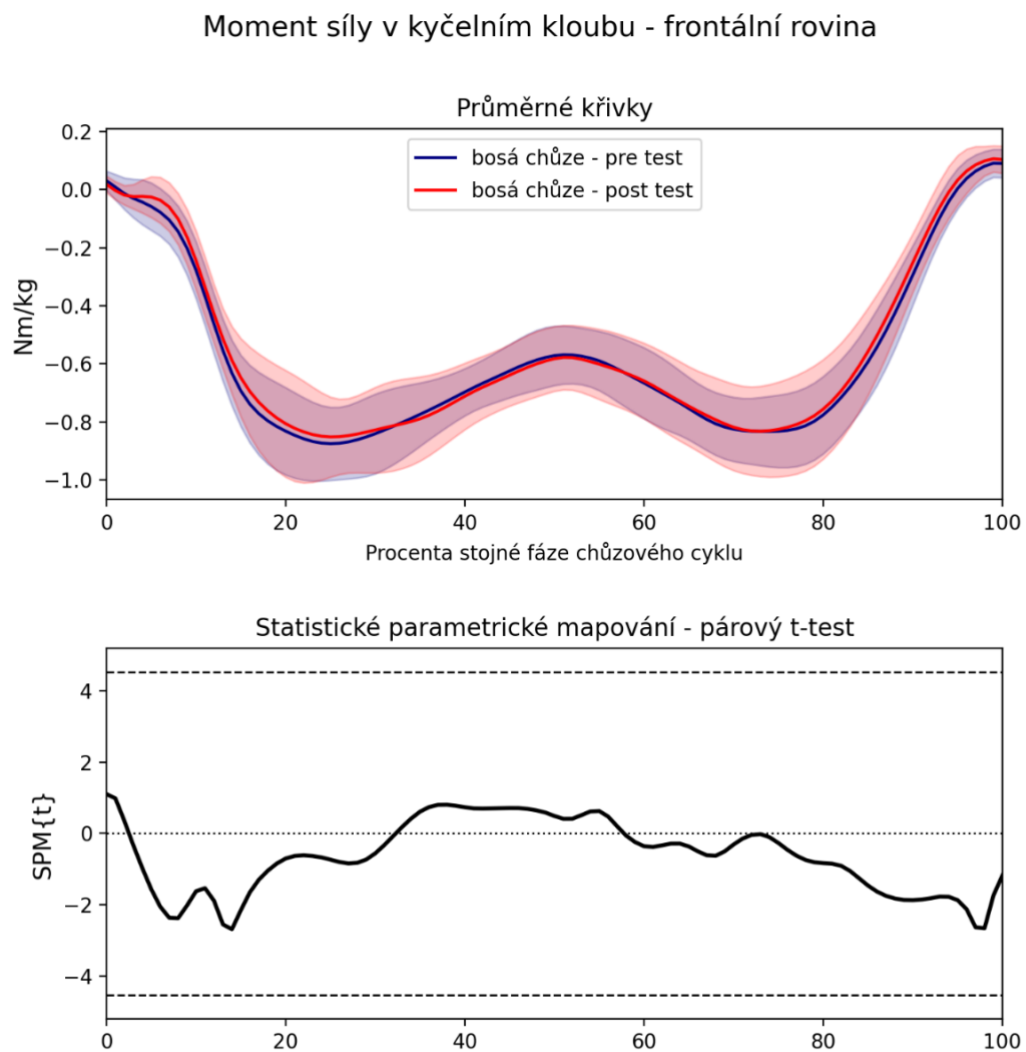 Moment síly v kyčelním kloubu - frontální rovina
Průměrné křivky
bosá chůze - pre test
bosá chůze - post test
Nm/kg
0.2
0.0
−0.2
−0.4
−0.6
−0.8
−1.0
0 20 40 60 80 100
Procenta stojné fáze chůzového cyklu
Statistické parametrické mapování - párový t-test
SPM{t}
4
2
0
−2
−4
0 20 40 60 80 100